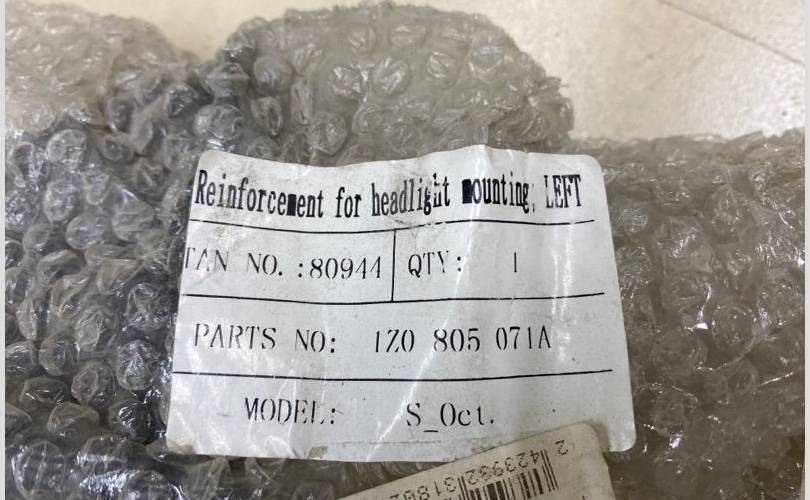 Reinforcement for headlight mounting, LEFT
TAN NO. :80944 QTY: 1
PARTS NO: 1Z0 805 071A
MODEL: S_Oct.